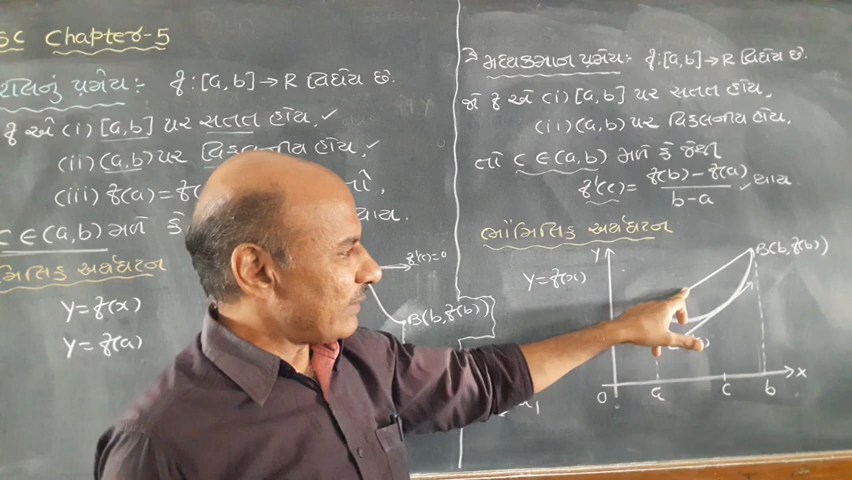 Chapter-5
રોલનું પ્રમેય:- f:[a,b]→R વિધેય છે.
f એ (i) [a,b] પર સતત હોય, ✓
(ii) (a,b) પર વિકલનીય હોય, ✓
(iii) f(a)=f( તો,
C∈(a,b) મળે કે થાય.
અર્થઘટન
y=f(x)
y=f(a)
f'(c)=0
B(b,f(b))
મધ્યકમાન પ્રમેય:- f:[a,b]→R વિધેય છે.
જો f એ (i) [a,b] પર સતત હોય,
(ii) (a,b) પર વિકલનીય હોય,
તો C∈(a,b) મળે કે જેથી
f'(c)= f(b)-f(a) / b-a થાય.
ભૌમિતિક અર્થઘટન
y=f(x)
Y
B(b,f(b))
O a c b X